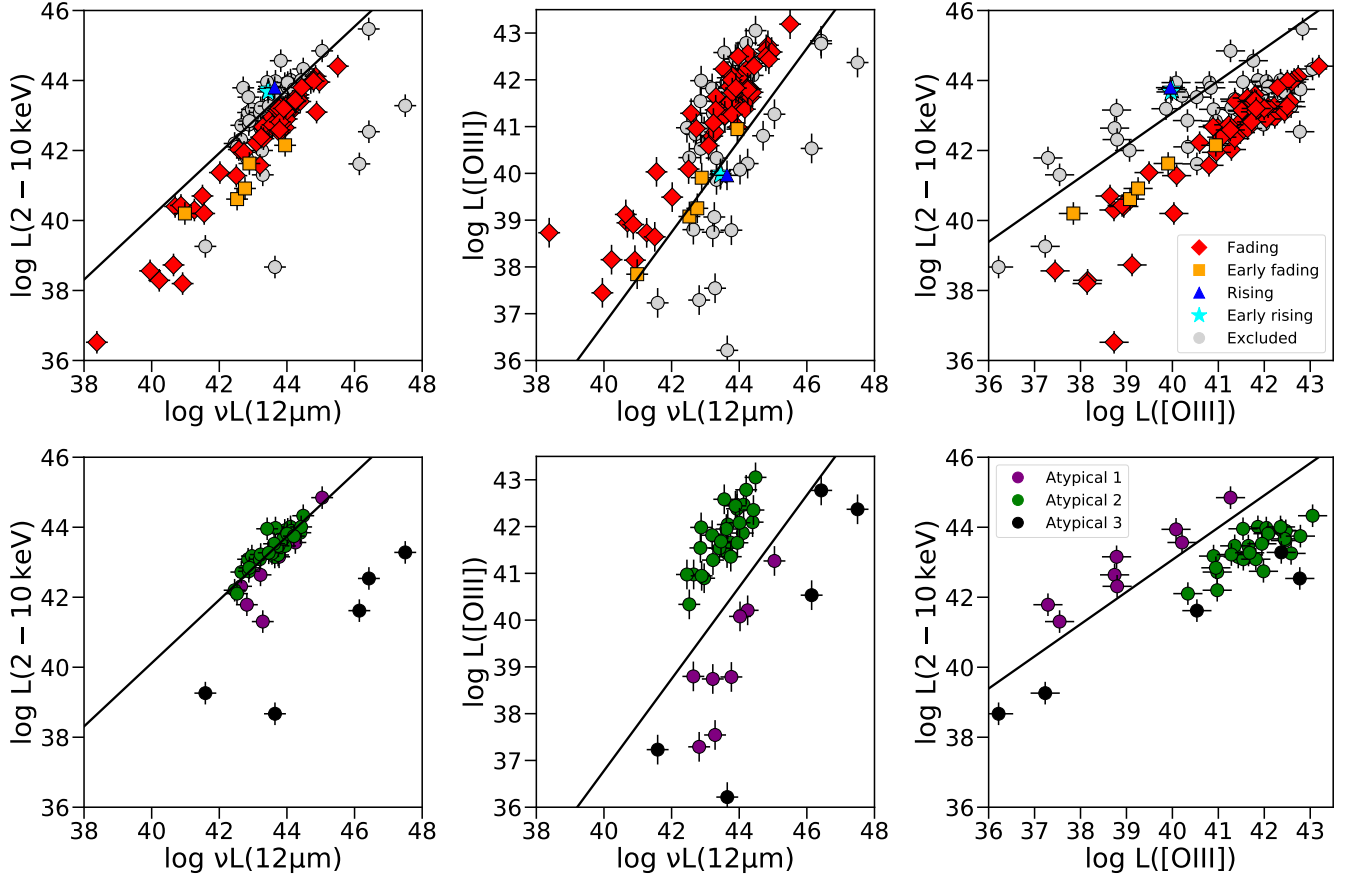 46
44
42
40
38
36
38 40 42 44 46 48
log L(2 − 10 keV)
log νL(12μm)
43
42
41
40
39
38
37
36
38 40 42 44 46 48
log L([OIII])
log νL(12μm)
46
44
42
40
38
36
36 37 38 39 40 41 42 43
log L(2 − 10 keV)
log L([OIII])
Fading
Early fading
Rising
Early rising
Excluded
46
44
42
40
38
36
38 40 42 44 46 48
log L(2 − 10 keV)
log νL(12μm)
43
42
41
40
39
38
37
36
38 40 42 44 46 48
log L([OIII])
log νL(12μm)
46
44
42
40
38
36
36 37 38 39 40 41 42 43
log L(2 − 10 keV)
log L([OIII])
Atypical 1
Atypical 2
Atypical 3